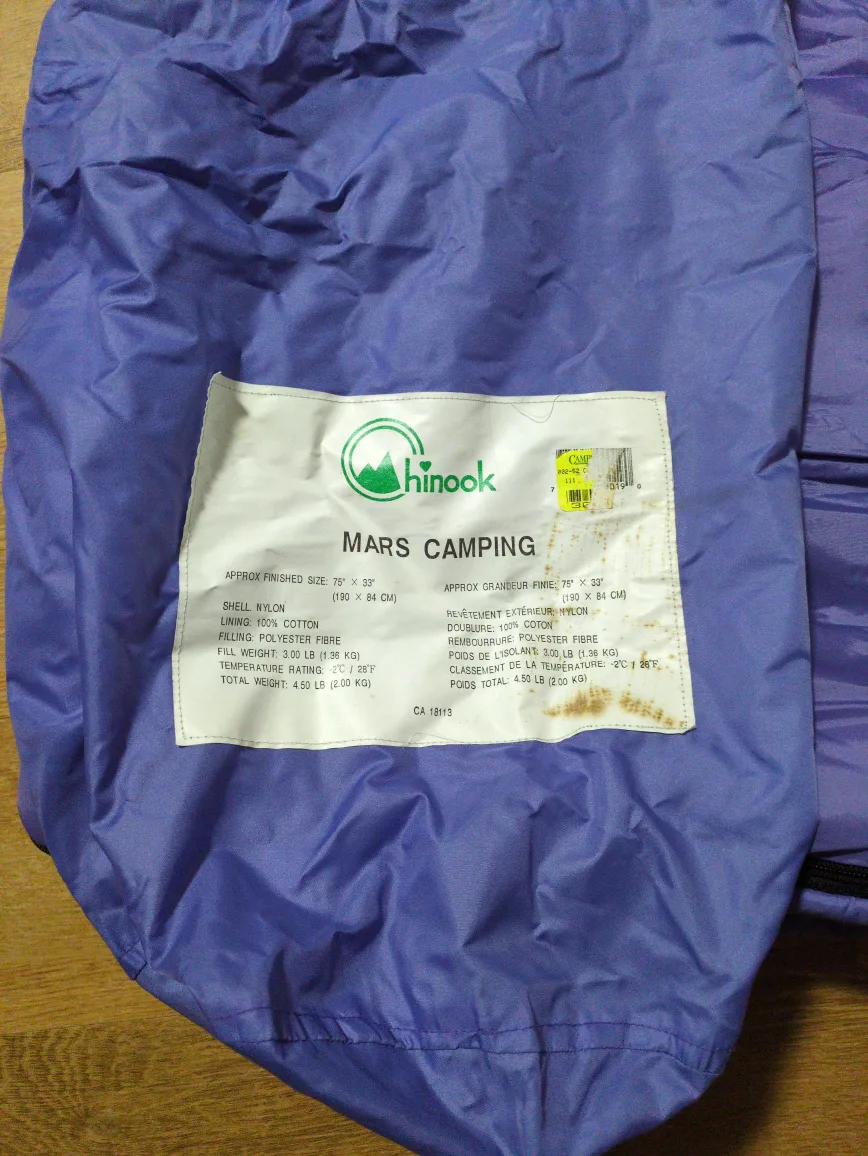 Chinook
MARS CAMPING
APPROX FINISHED SIZE: 75" × 33"
(190 × 84 CM)
SHELL: NYLON
LINING: 100% COTTON
FILLING: POLYESTER FIBRE
FILL WEIGHT: 3.00 LB (1.36 KG)
TEMPERATURE RATING: -2°C / 28°F
TOTAL WEIGHT: 4.50 LB (2.00 KG)
APPROX GRANDEUR FINIE: 75" × 33"
(190 × 84 CM)
REVÊTEMENT EXTÉRIEUR: NYLON
DOUBLURE: 100% COTON
REMBOURRURE: POLYESTER FIBRE
POIDS DE L'ISOLANT: 3.00 LB (1.36 KG)
CLASSEMENT DE LA TEMPÉRATURE: -2°C / 28°F
POIDS TOTAL: 4.50 LB (2.00 KG)
CA 18113
CAMP